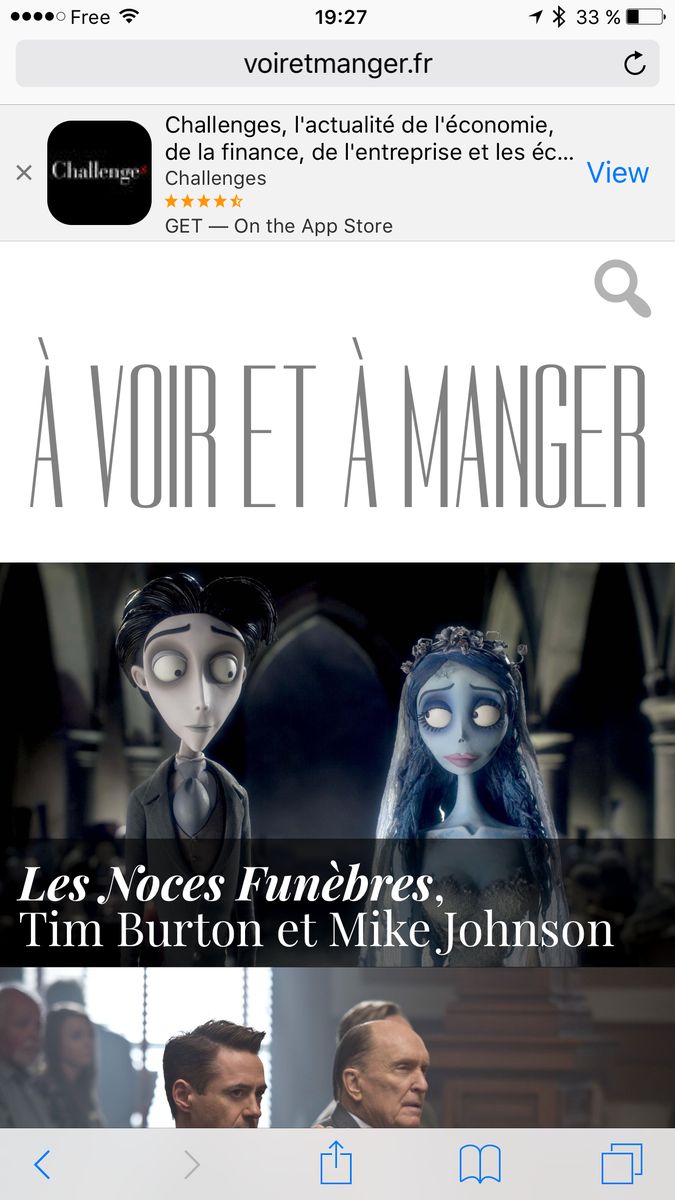 Free 19:27 33 %
voiretmanger.fr
Challenge s
Challenges, l'actualité de l'économie,
de la finance, de l'entreprise et les éc...
Challenges
GET — On the App Store
View
À VOIR ET À MANGER
Les Noces Funèbres,
Tim Burton et Mike Johnson